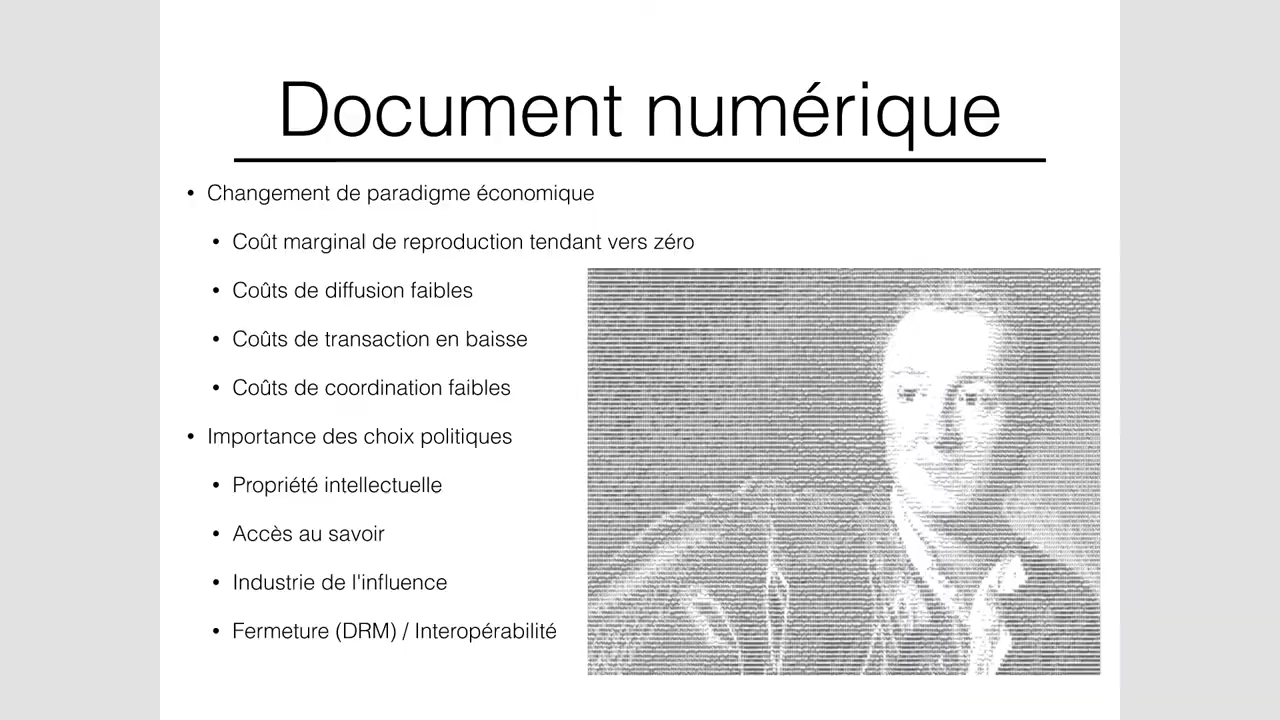 Document numérique
• Changement de paradigme économique
• Coût marginal de reproduction tendant vers zéro
• Coûts de diffusion faibles
• Coûts de transaction en baisse
• Coûts de coordination faibles
• Importance des choix politiques
• Propriété intellectuelle
• Accès au savoir
• Industrie de l'influence
• Fermeture (DRM) / Interopérabilité